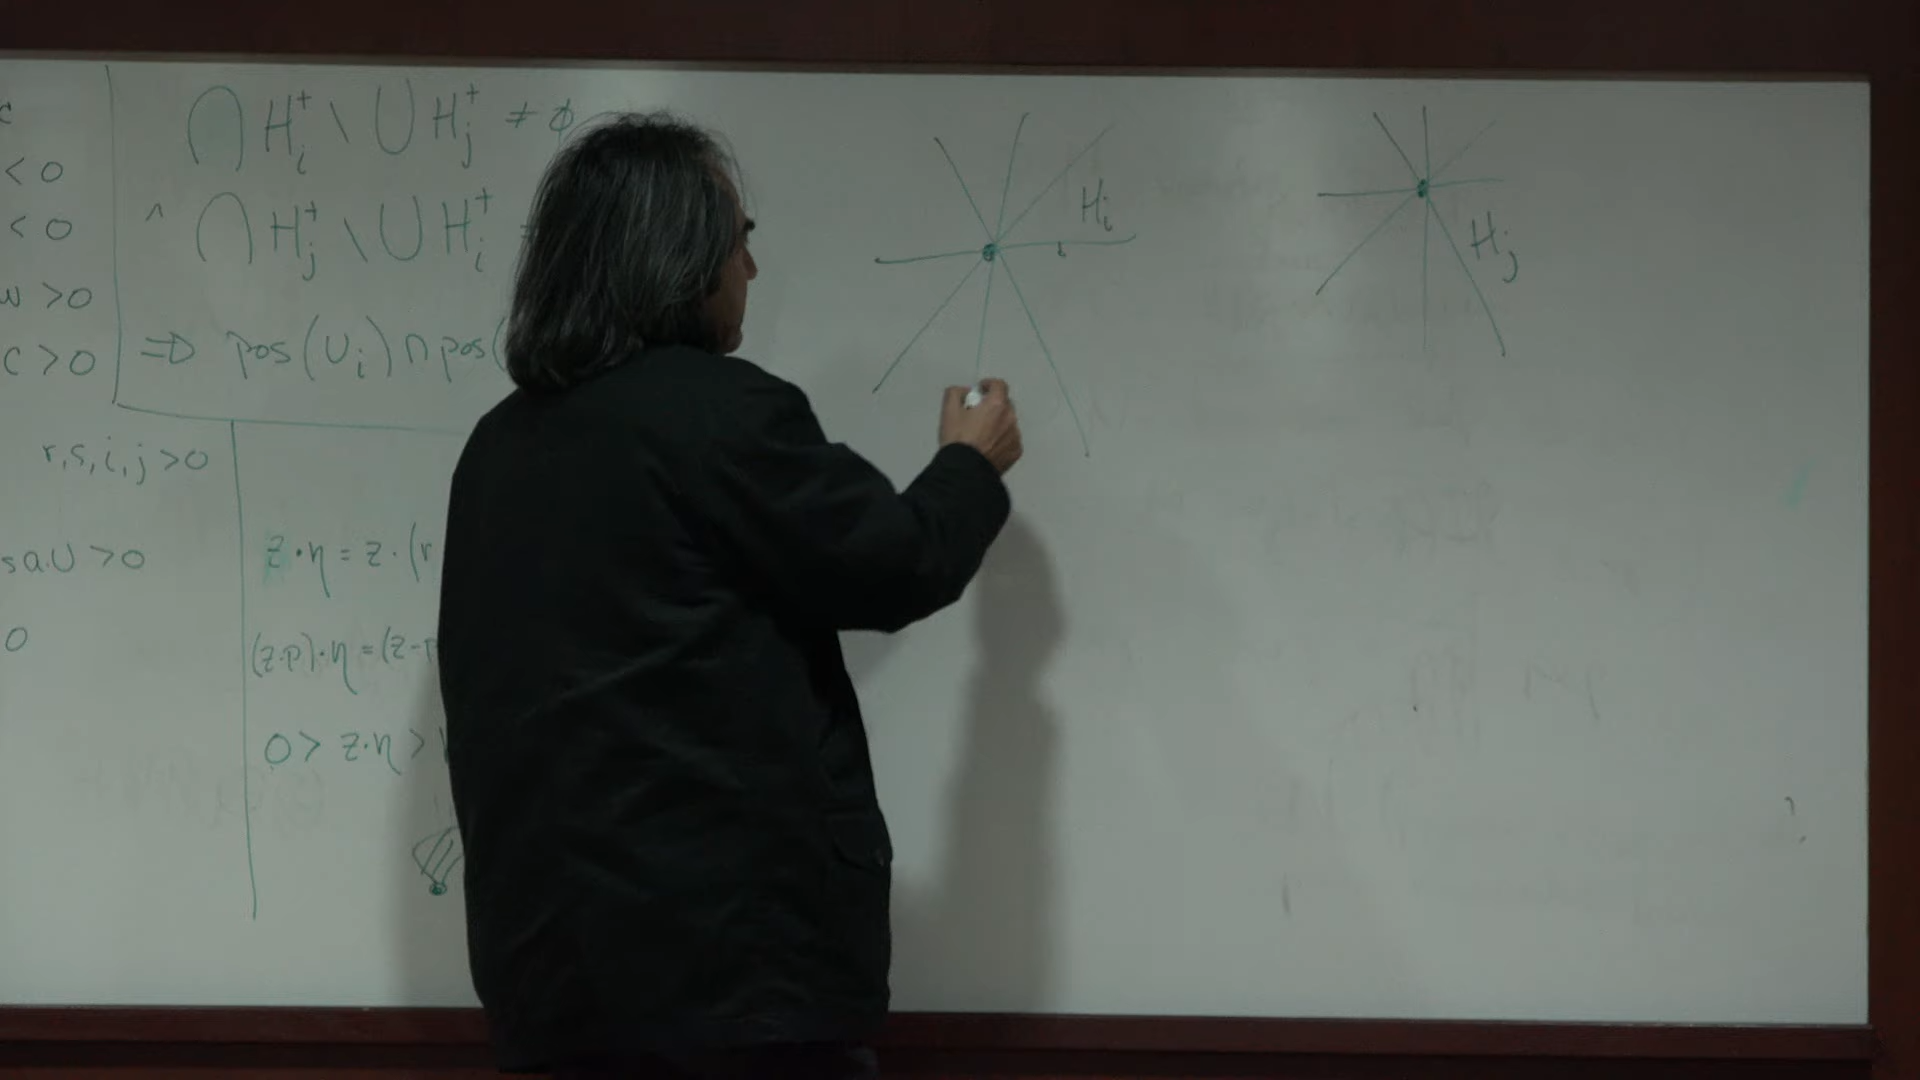 c
< 0
< 0
w > 0
c > 0
r, s, i, j > 0
s a.U > 0
0
⋂ H_i^+ \ ⋃ H_j^+ ≠ ϕ
^ ⋂ H_j^+ \ ⋃ H_i^+
⇒ pos(U_i) ∩ pos(
z·η = z·(r
(z-p)·η = (z-p
0 > z·η >
H_i
H_j